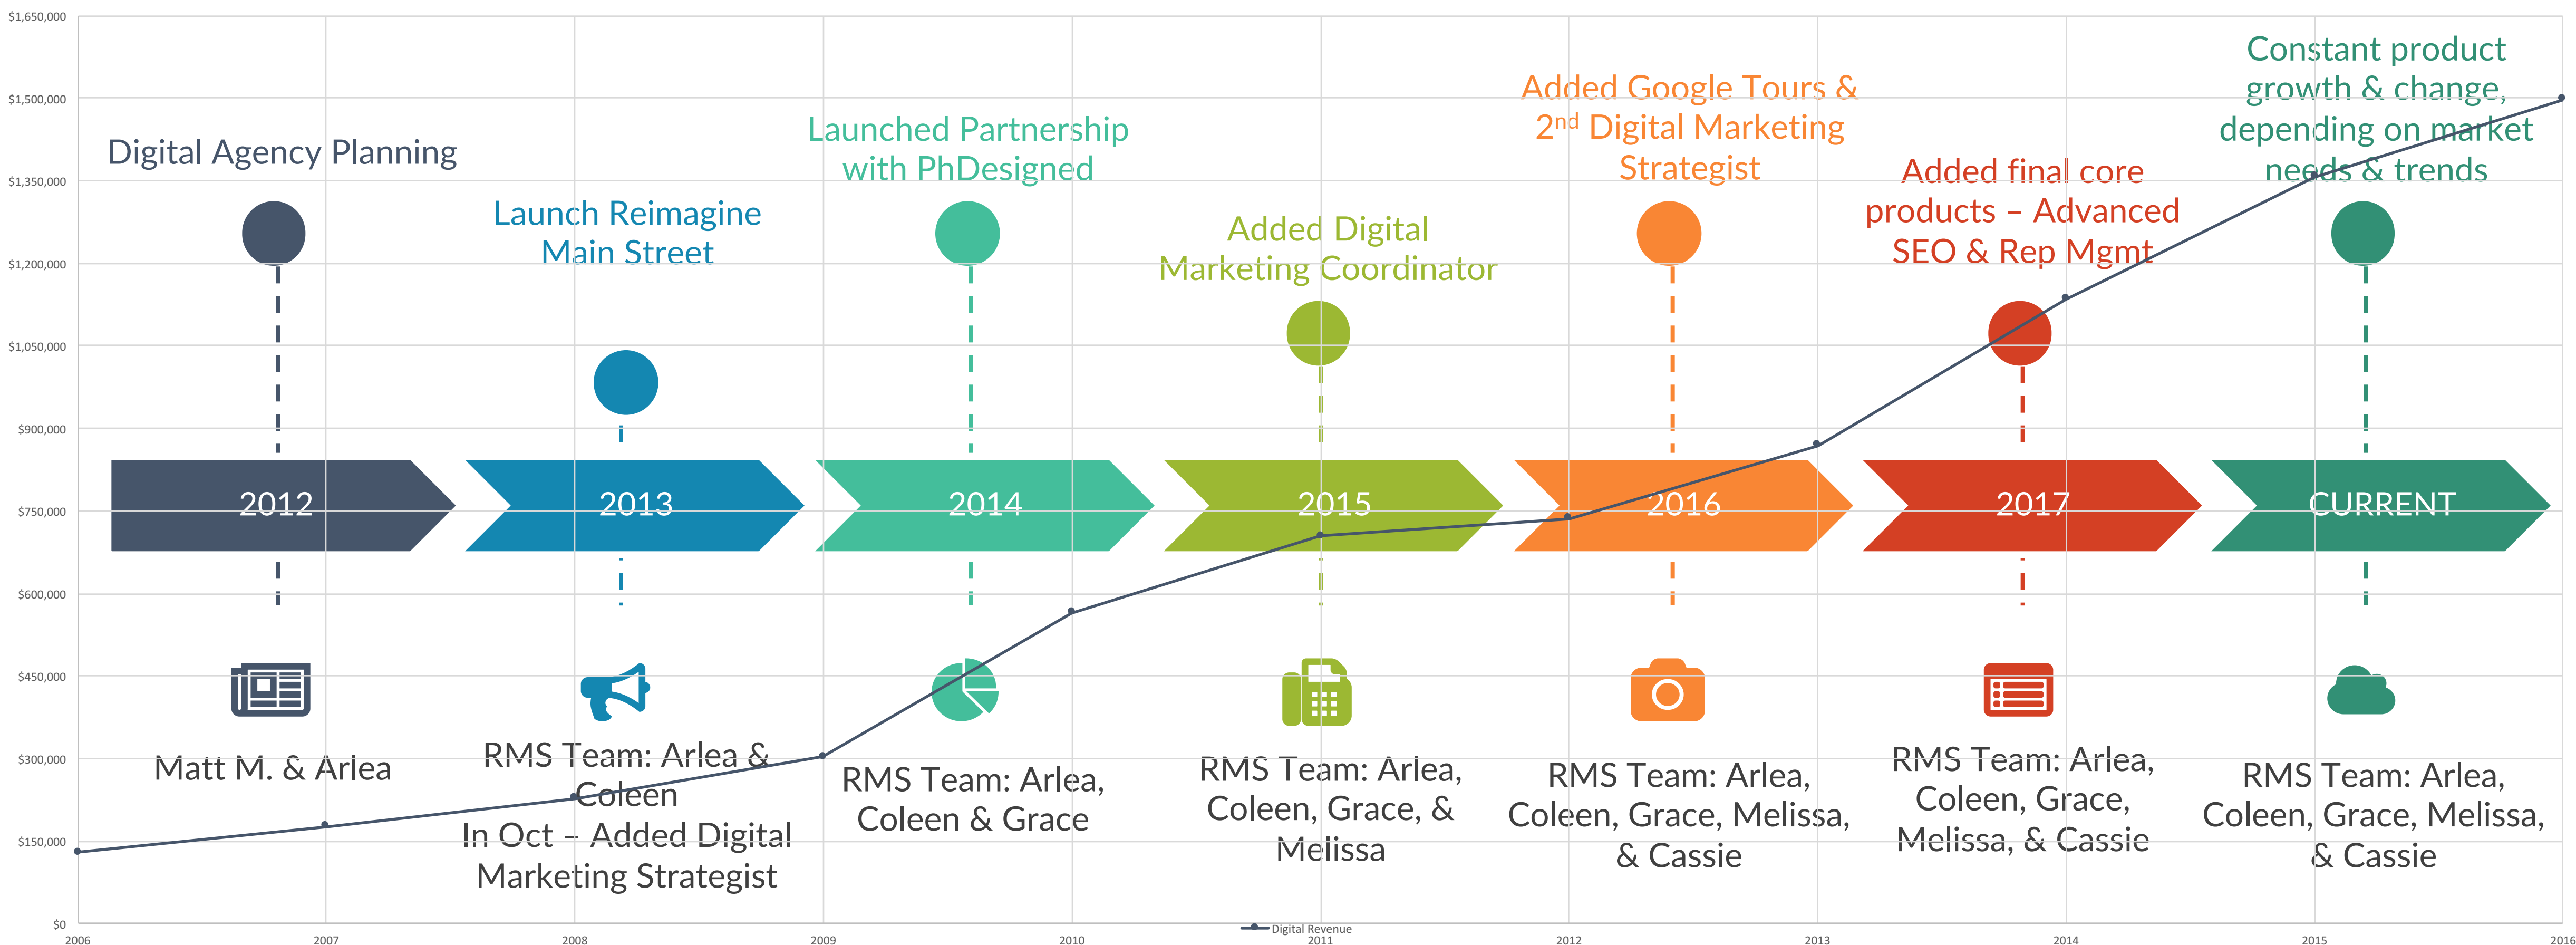 $1,650,000
$1,500,000
$1,350,000
$1,200,000
$1,050,000
$900,000
$750,000
$600,000
$450,000
$300,000
$150,000
$0
Digital Agency Planning
Launch Reimagine
Main Street
Launched Partnership
with PhDesigned
Added Digital
Marketing Coordinator
Added Google Tours &
2nd Digital Marketing
Strategist
Added final core
products – Advanced
SEO & Rep Mgmt
Constant product
growth & change,
depending on market
needs & trends
2012
2013
2014
2015
2016
2017
CURRENT
Matt M. & Arlea
RMS Team: Arlea &
Coleen
In Oct – Added Digital
Marketing Strategist
RMS Team: Arlea,
Coleen & Grace
RMS Team: Arlea,
Coleen, Grace, &
Melissa
RMS Team: Arlea,
Coleen, Grace, Melissa,
& Cassie
RMS Team: Arlea,
Coleen, Grace,
Melissa, & Cassie
RMS Team: Arlea,
Coleen, Grace, Melissa,
& Cassie
Digital Revenue
2006
2007
2008
2009
2010
2011
2012
2013
2014
2015
2016